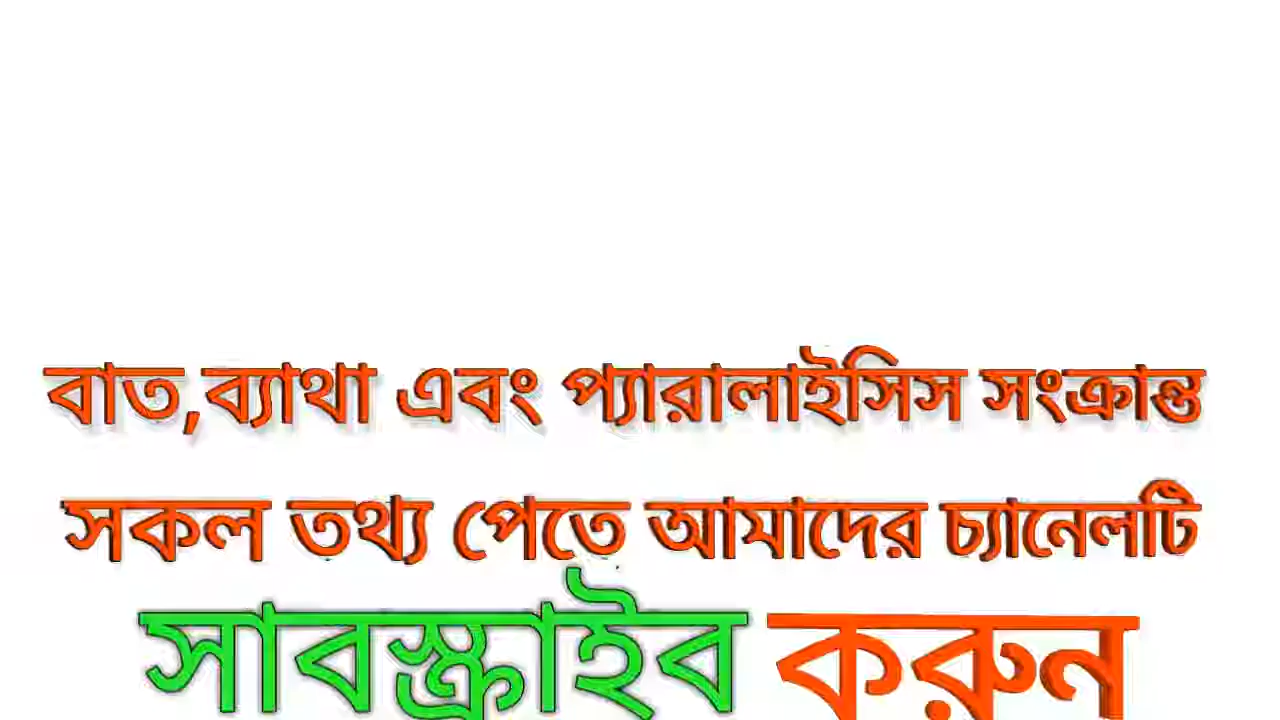 বাত,ব্যাথা এবং প্যারালাইসিস সংক্রান্ত
সকল তথ্য পেতে আমাদের চ্যানেলটি
সাবস্ক্রাইব করুন